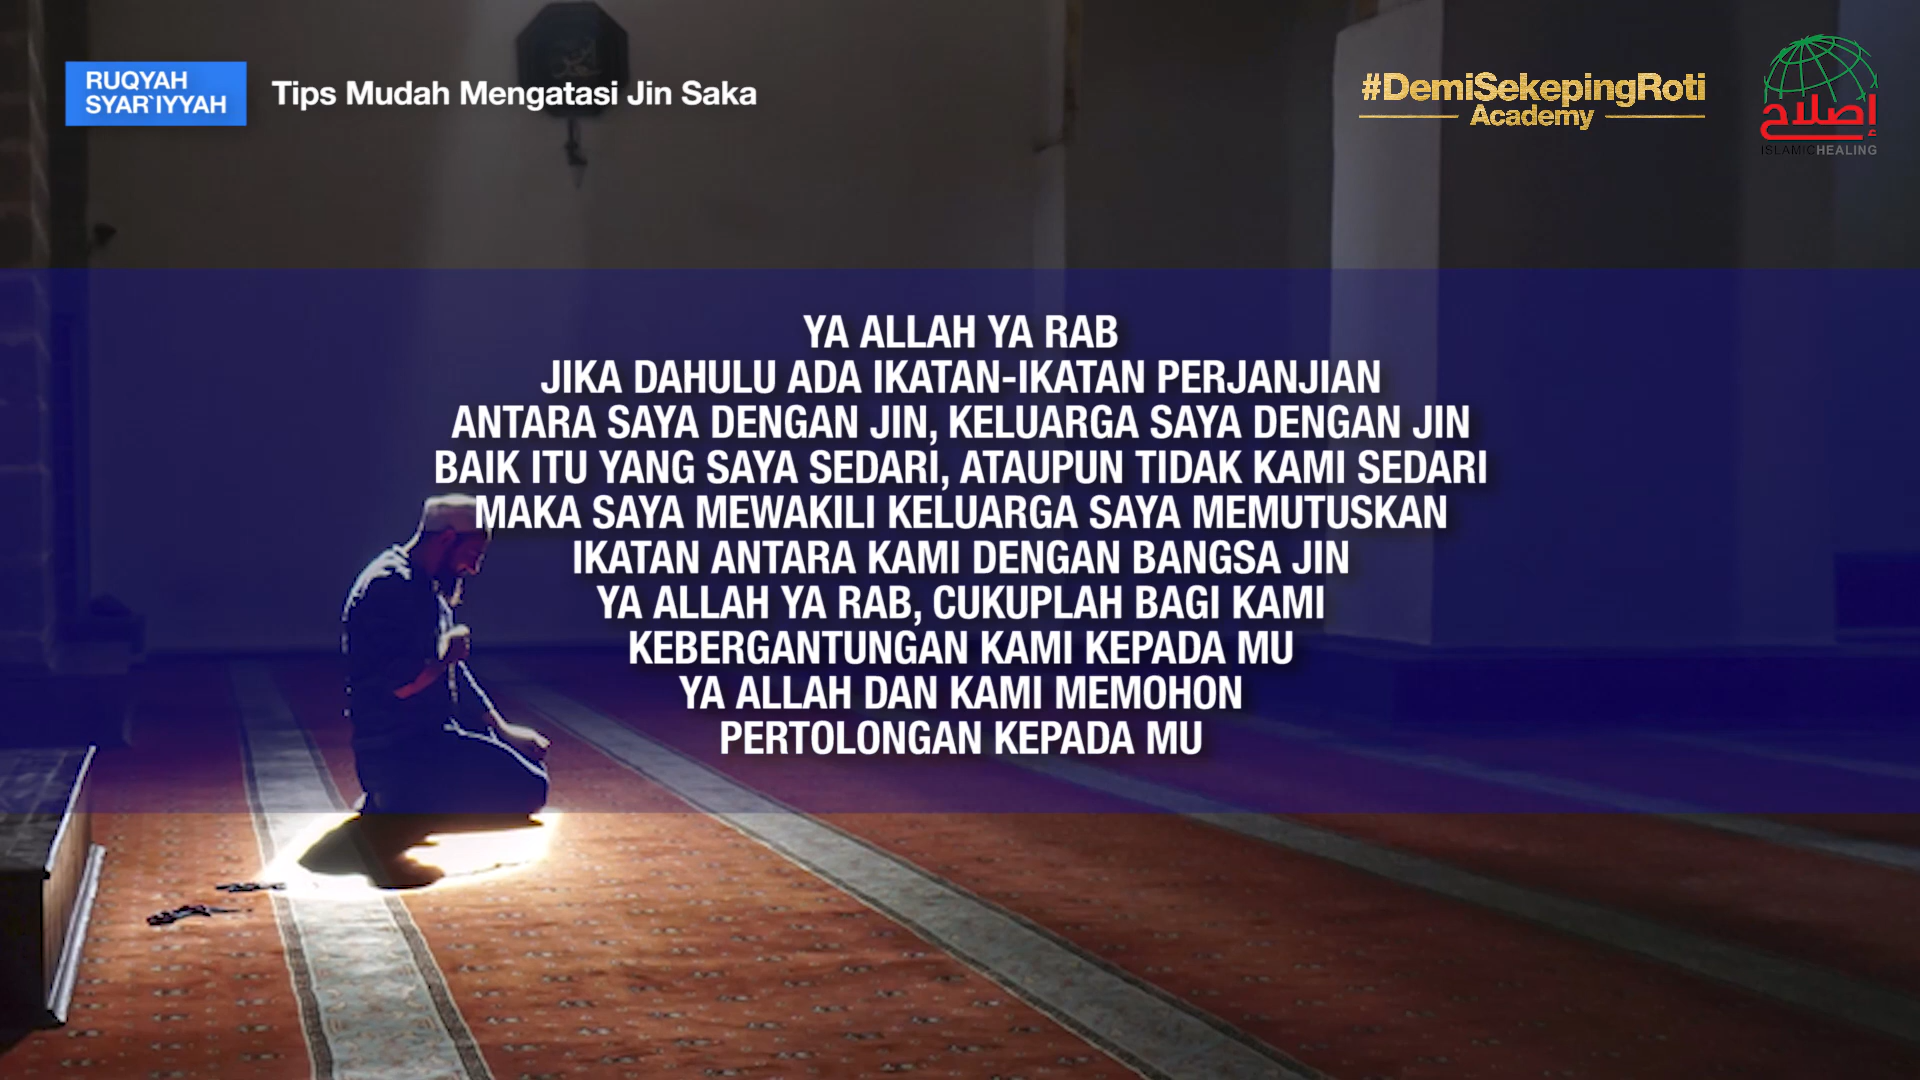 RUQYAH
SYAR`IYYAH
Tips Mudah Mengatasi Jin Saka
#DemiSekepingRoti
Academy
إصلاح
ISLAMICHEALING
YA ALLAH YA RAB
JIKA DAHULU ADA IKATAN-IKATAN PERJANJIAN
ANTARA SAYA DENGAN JIN, KELUARGA SAYA DENGAN JIN
BAIK ITU YANG SAYA SEDARI, ATAUPUN TIDAK KAMI SEDARI
MAKA SAYA MEWAKILI KELUARGA SAYA MEMUTUSKAN
IKATAN ANTARA KAMI DENGAN BANGSA JIN
YA ALLAH YA RAB, CUKUPLAH BAGI KAMI
KEBERGANTUNGAN KAMI KEPADA MU
YA ALLAH DAN KAMI MEMOHON
PERTOLONGAN KEPADA MU